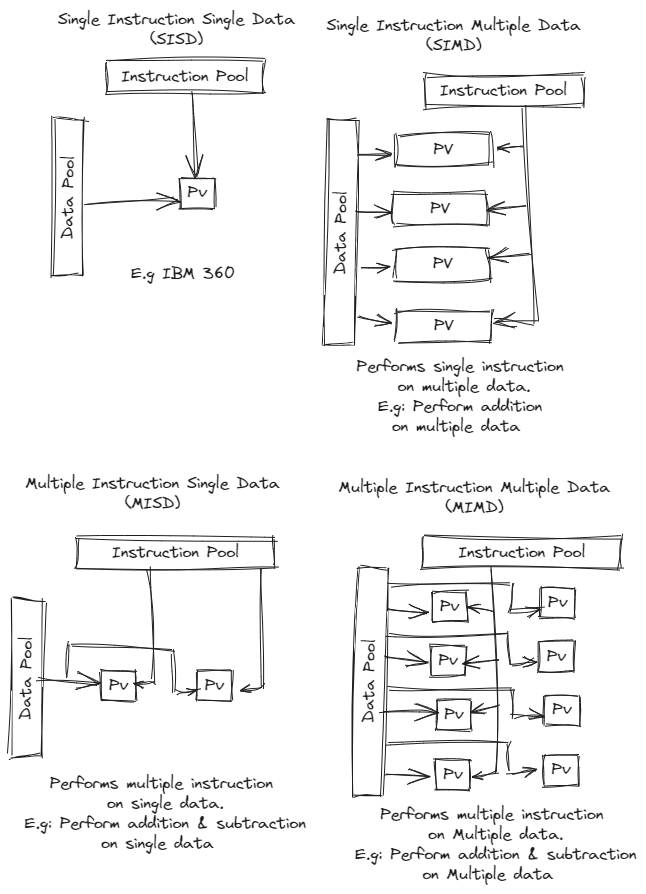 Single Instruction Single Data
(SISD)
Instruction Pool
Data Pool
Pv
E.g IBM 360
Single Instruction Multiple Data
(SIMD)
Instruction Pool
Data Pool
PV
PV
PV
PV
Performs single instruction
on multiple data.
E.g: Perform addition
on multiple data
Multiple Instruction Single Data
(MISD)
Instruction Pool
Data Pool
Pv
Pv
Performs multiple instruction
on single data.
E.g: Perform addition & subtraction
on single data
Multiple Instruction Multiple Data
(MIMD)
Instruction Pool
Data Pool
Pv
Pv
Pv
Pv
Pv
Pv
Pv
Pv
Performs multiple instruction
on Multiple data.
E.g: Perform addition & subtraction
on Multiple data